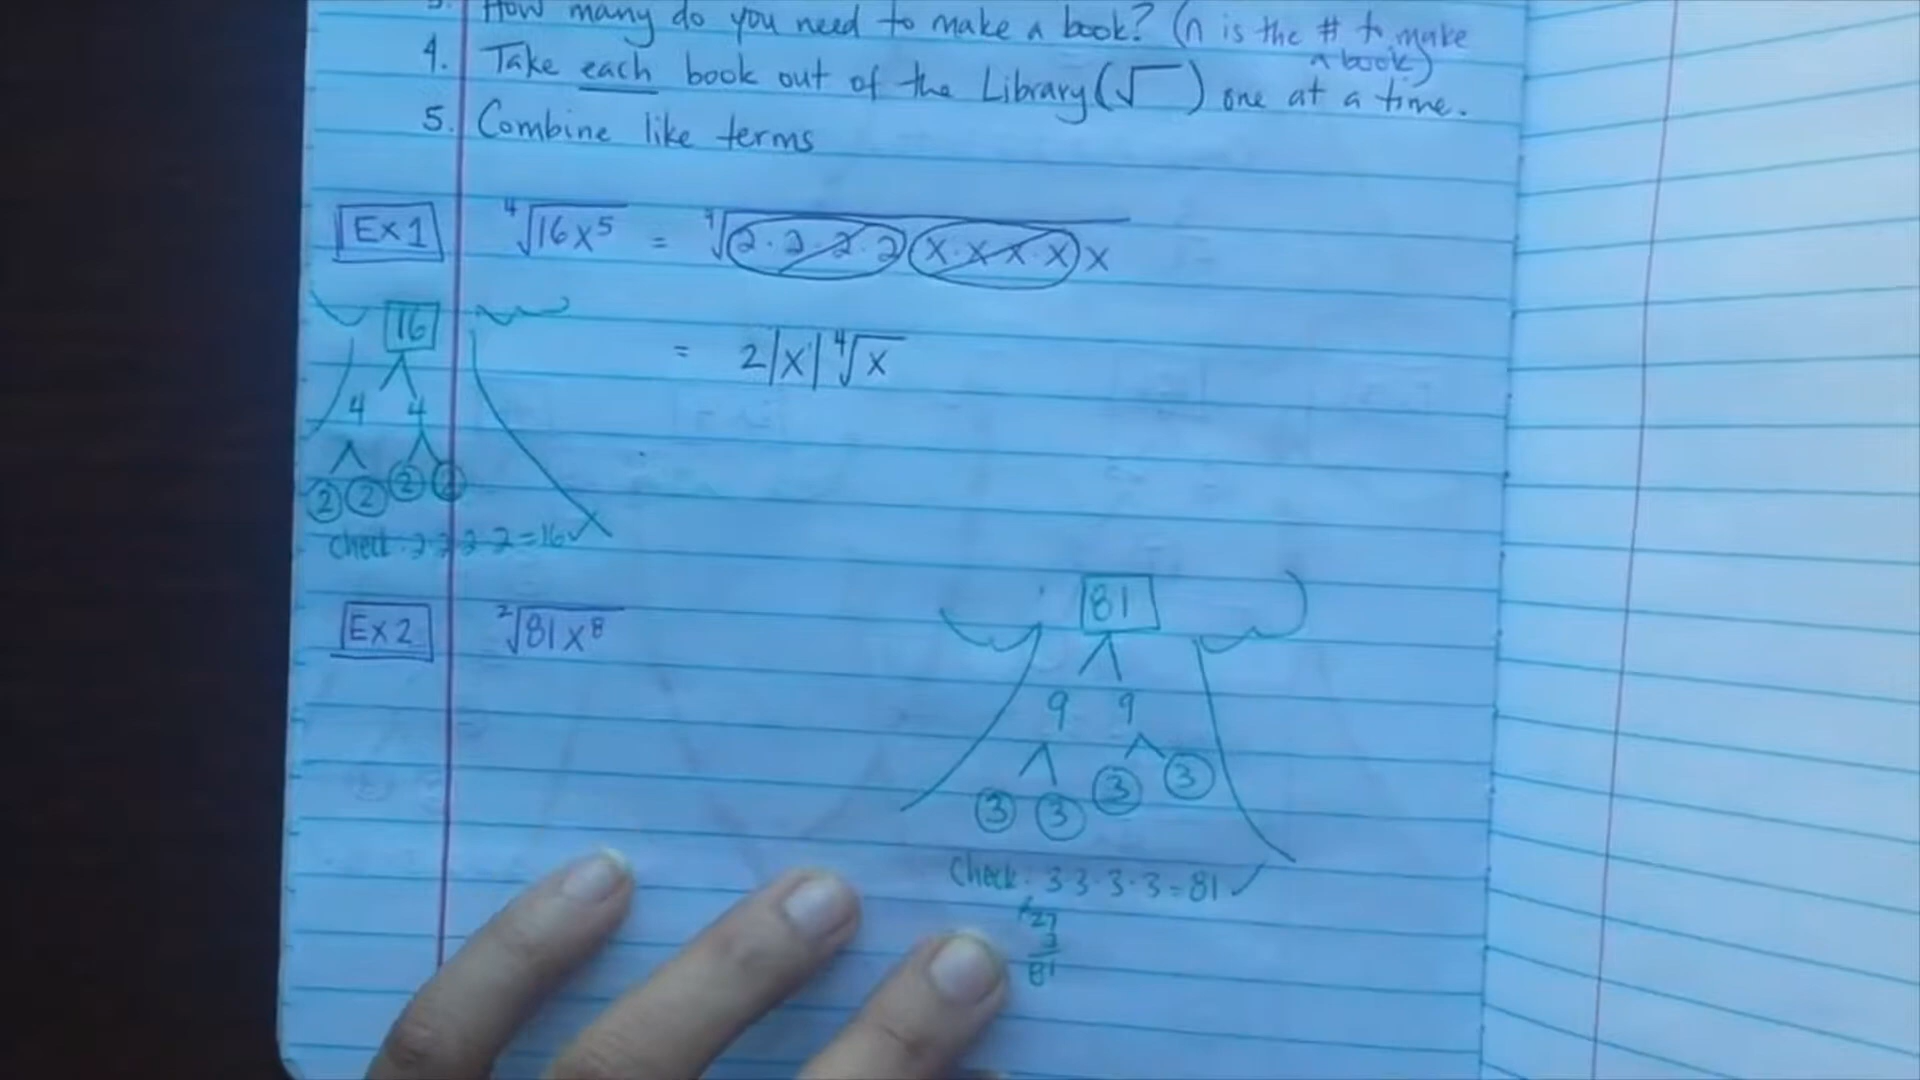 3. How many do you need to make a book? (n is the # to make a book)
4. Take each book out of the Library (√ ) one at a time.
5. Combine like terms
Ex 1 ⁴√16x⁵ = ⁴√2·2·2·2 x·x·x·x x
= 2|x| ⁴√x
16
4 4
2 2 2 2
Check: 2·2·2·2=16✓
Ex 2 ²√81x⁸
81
9 9
3 3 3 3
Check: 3·3·3·3=81✓
27
3
81